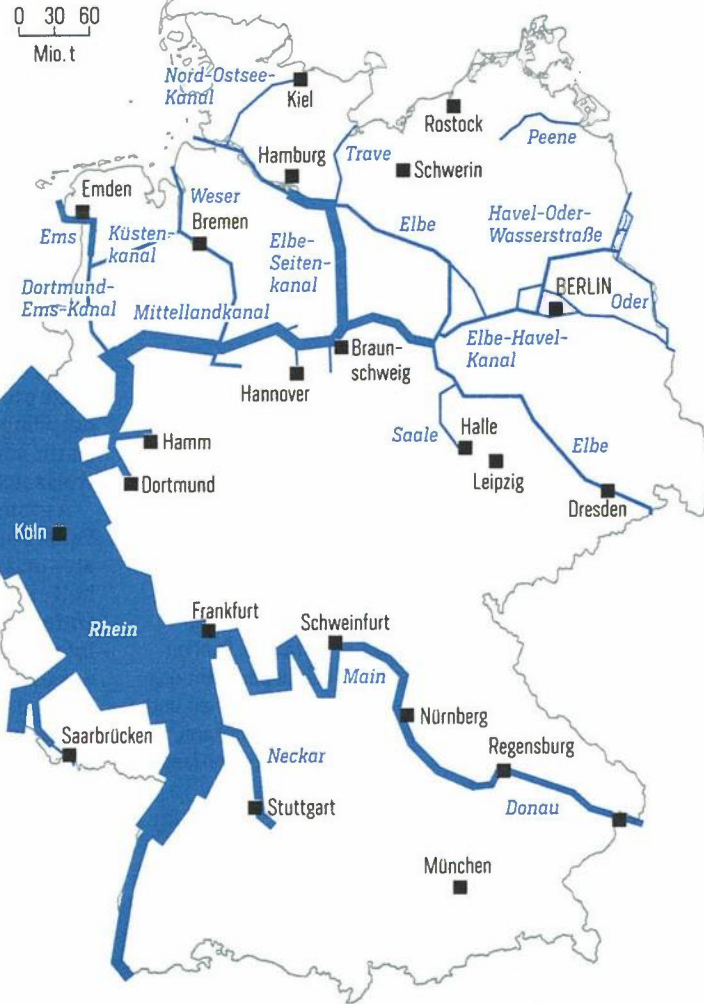 0 30 60
Mio. t
Nord-Ostsee-
Kanal
Kiel
Rostock
Peene
Hamburg
Trave
Schwerin
Emden
Weser
Ems
Küsten-
kanal
Bremen
Elbe-
Seiten-
kanal
Elbe
Havel-Oder-
Wasserstraße
Dortmund-
Ems-Kanal
Mittellandkanal
BERLiN
Oder
Braun-
schweig
Elbe-Havel-
Kanal
Hannover
Hamm
Saale
Halle
Elbe
Leipzig
Dortmund
Dresden
Köln
Rhein
Frankfurt
Schweinfurt
Main
Saarbrücken
Nürnberg
Neckar
Regensburg
Stuttgart
Donau
München